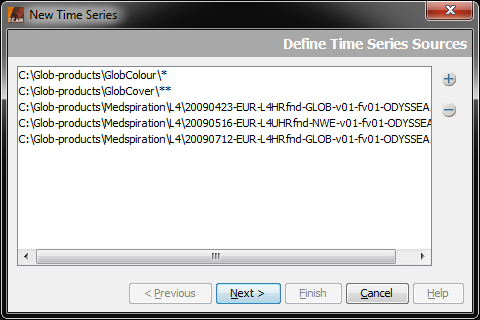 BEAM
New Time Series
Define Time Series Sources
C:\Glob-products\GlobColour\*
C:\Glob-products\GlobCover\**
C:\Glob-products\Medspiration\L4\20090423-EUR-L4HRfnd-GLOB-v01-fv01-ODYSSEA
C:\Glob-products\Medspiration\L4\20090516-EUR-L4UHRfnd-NWE-v01-fv01-ODYSSEA
C:\Glob-products\Medspiration\L4\20090712-EUR-L4HRfnd-GLOB-v01-fv01-ODYSSEA
< Previous Next > Finish Cancel Help